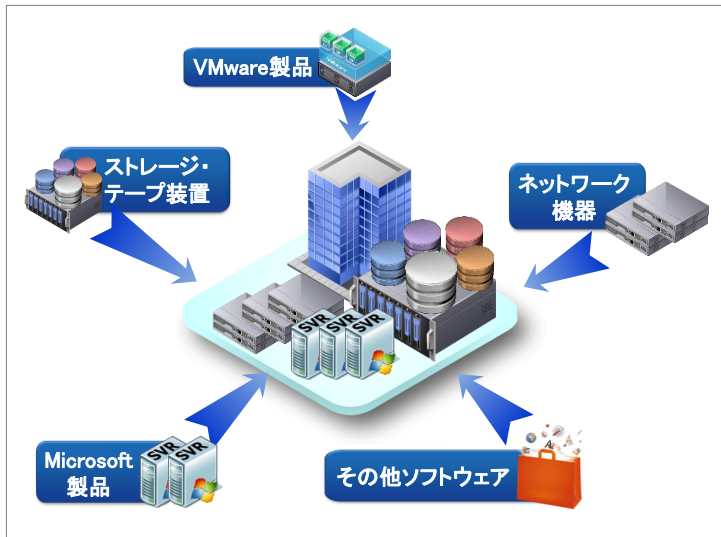 VMware製品
VMware
ストレージ・
テープ装置
ネットワーク
機器
SVR
SVR
SVR
Microsoft
製品
SVR
SVR
その他ソフトウェア